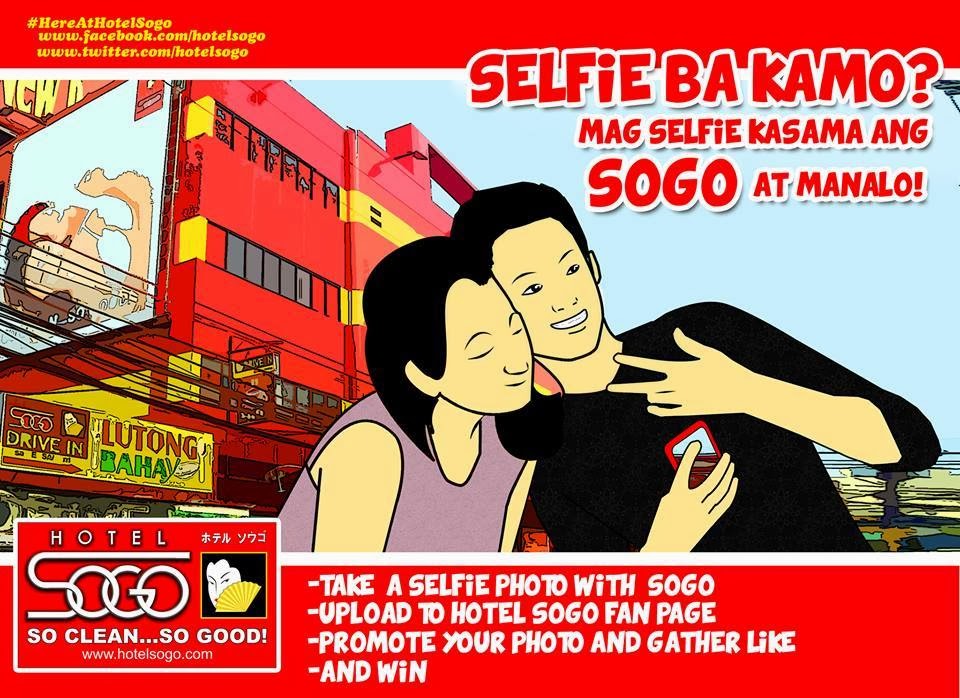 #HereAtHotelSogo
www.facebook.com/hotelsogo
www.twitter.com/hotelsogo
SELFiE BA KAMO?
MAG SELFiE KASAMA ANG
SOGO AT MANALO!
SOGO
DRIVE IN
LUTONG
BAHAY
HOTEL ホテル ソウゴ
SOGO
SO CLEAN...SO GOOD!
www.hotelsogo.com
-TAKE A SELFiE PHOTO WiTH SOGO
-UPLOAD TO HOTEL SOGO FAN PAGE
-PROMOTE YOUR PHOTO AND GATHER LiKE
-AND WiN